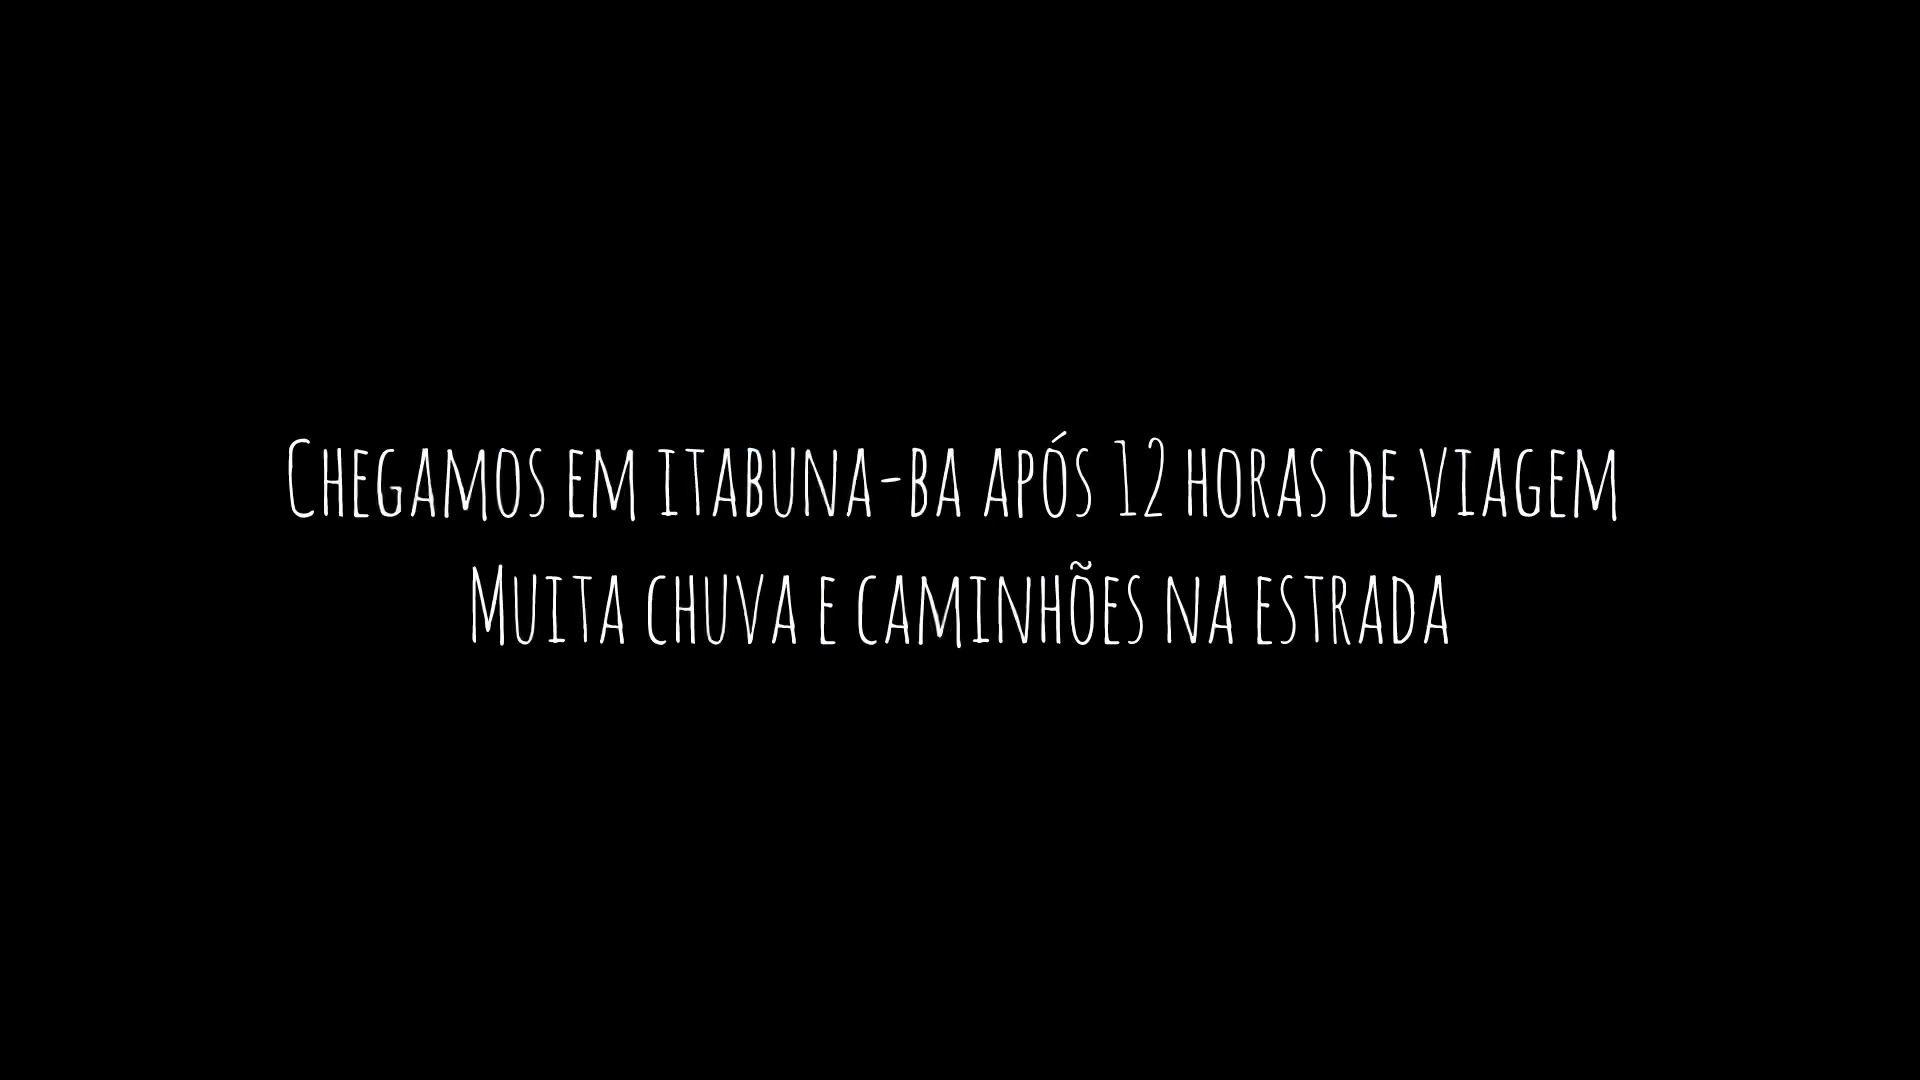 Chegamos em itabuna-ba após 12 horas de viagem
Muita chuva e caminhões na estrada